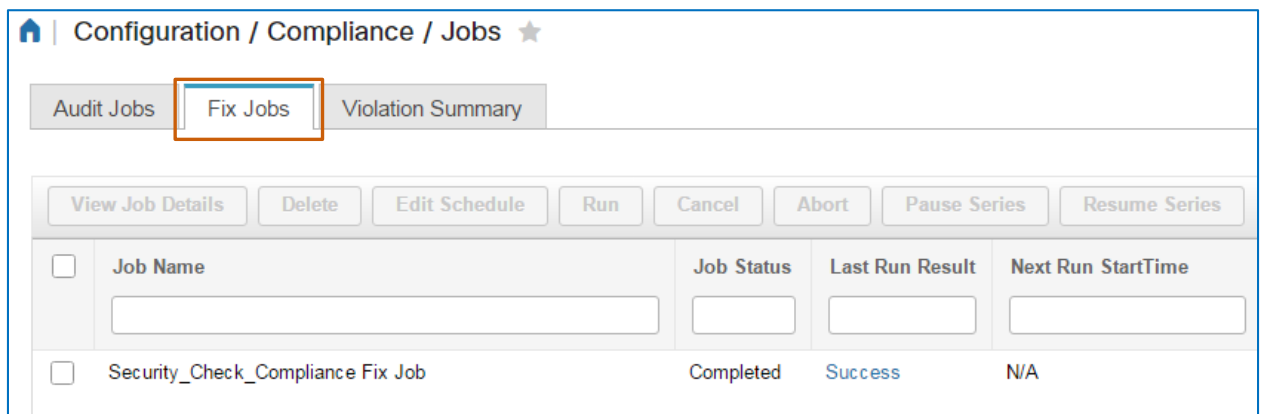 Configuration / Compliance / Jobs
Audit Jobs Fix Jobs Violation Summary
View Job Details Delete Edit Schedule Run Cancel Abort Pause Series Resume Series
Job Name Job Status Last Run Result Next Run StartTime
Security_Check_Compliance Fix Job Completed Success N/A